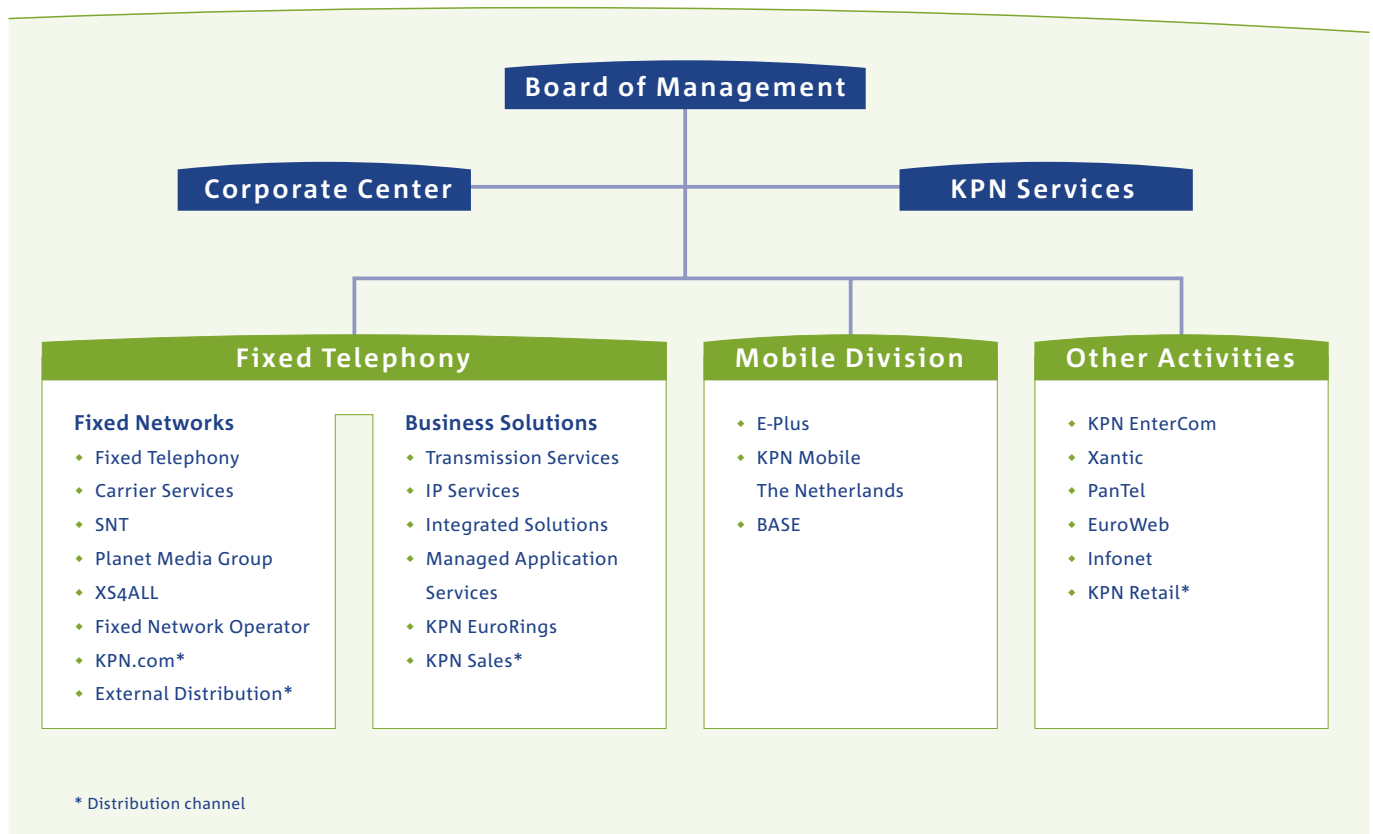 Board of Management
Corporate Center
KPN Services
Fixed Telephony
Fixed Networks
Fixed Telephony
Carrier Services
SNT
Planet Media Group
XS4ALL
Fixed Network Operator
KPN.com*
External Distribution*
Business Solutions
Transmission Services
IP Services
Integrated Solutions
Managed Application
Services
KPN EuroRings
KPN Sales*
Mobile Division
E-Plus
KPN Mobile
The Netherlands
BASE
Other Activities
KPN EnterCom
Xantic
PanTel
EuroWeb
Infonet
KPN Retail*
* Distribution channel